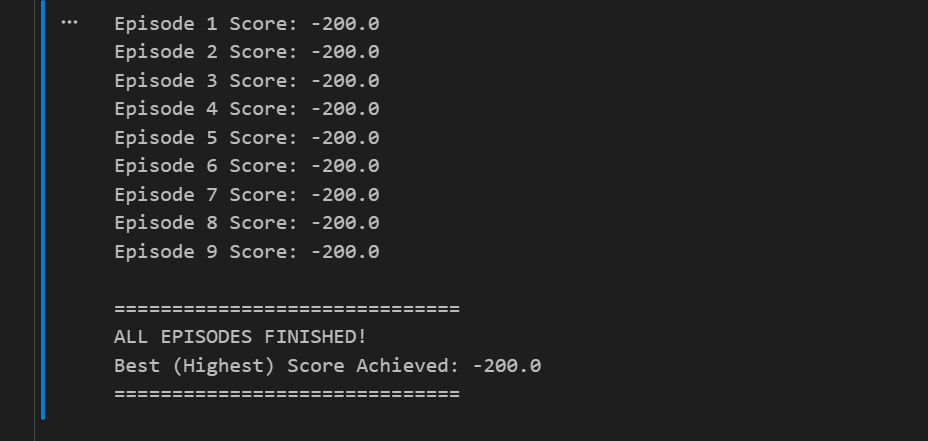 Episode 1 Score: -200.0
Episode 2 Score: -200.0
Episode 3 Score: -200.0
Episode 4 Score: -200.0
Episode 5 Score: -200.0
Episode 6 Score: -200.0
Episode 7 Score: -200.0
Episode 8 Score: -200.0
Episode 9 Score: -200.0
==============================
ALL EPISODES FINISHED!
Best (Highest) Score Achieved: -200.0
==============================